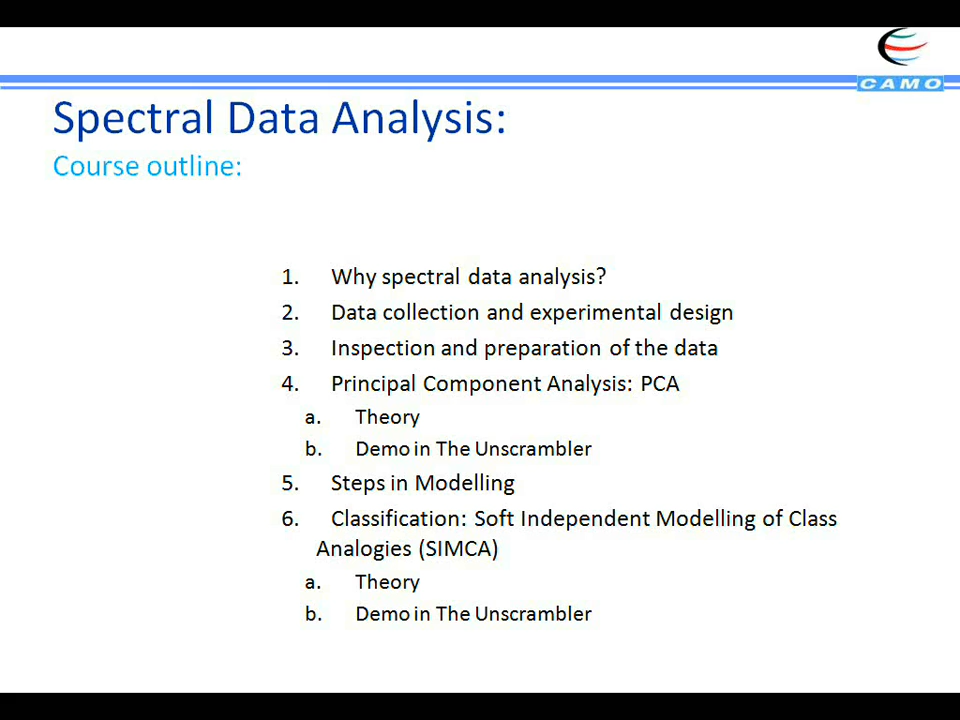 CAMO
Spectral Data Analysis:
Course outline:
1. Why spectral data analysis?
2. Data collection and experimental design
3. Inspection and preparation of the data
4. Principal Component Analysis: PCA
a. Theory
b. Demo in The Unscrambler
5. Steps in Modelling
6. Classification: Soft Independent Modelling of Class
Analogies (SIMCA)
a. Theory
b. Demo in The Unscrambler